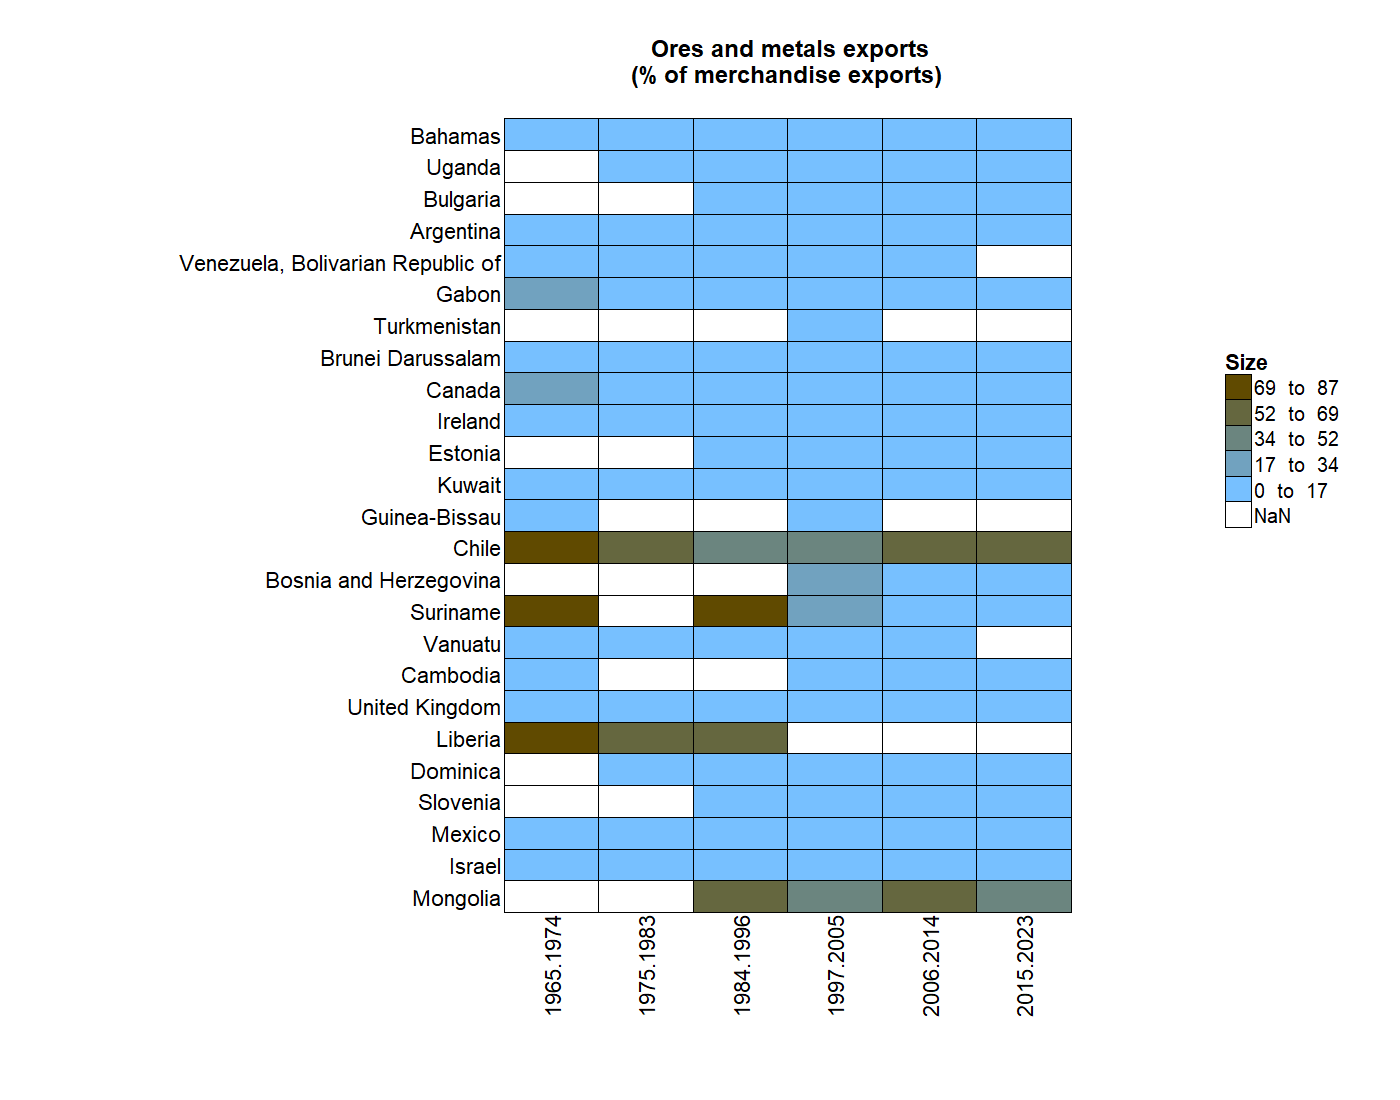 Ores and metals exports
(% of merchandise exports)
Bahamas
Uganda
Bulgaria
Argentina
Venezuela, Bolivarian Republic of
Gabon
Turkmenistan
Brunei Darussalam
Canada
Ireland
Estonia
Kuwait
Guinea-Bissau
Chile
Bosnia and Herzegovina
Suriname
Vanuatu
Cambodia
United Kingdom
Liberia
Dominica
Slovenia
Mexico
Israel
Mongolia
1965.1974
1975.1983
1984.1996
1997.2005
2006.2014
2015.2023
Size
69 to 87
52 to 69
34 to 52
17 to 34
0 to 17
NaN